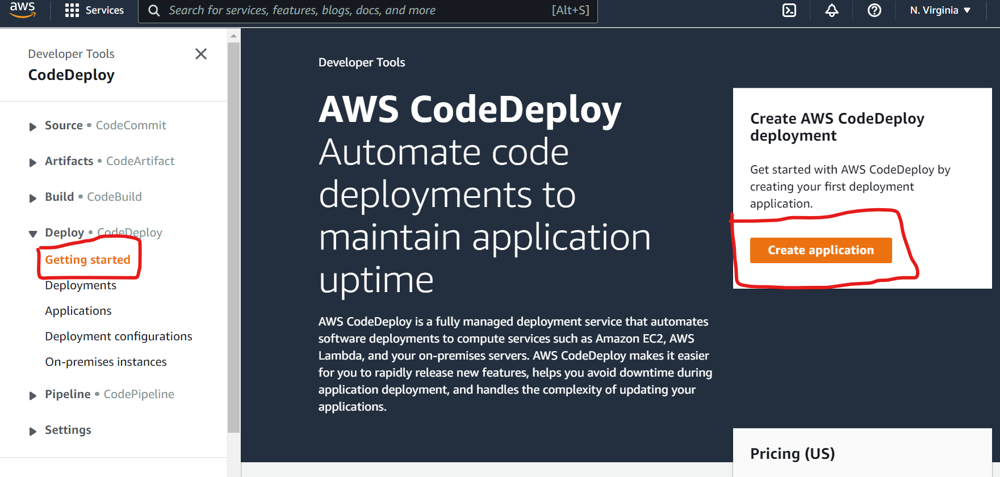 aws
Services
Search for services, features, blogs, docs, and more
[Alt+S]
N. Virginia
Developer Tools
CodeDeploy
Source • CodeCommit
Artifacts • CodeArtifact
Build • CodeBuild
Deploy • CodeDeploy
Getting started
Deployments
Applications
Deployment configurations
On-premises instances
Pipeline • CodePipeline
Settings
Developer Tools
AWS CodeDeploy
Automate code
deployments to
maintain application
uptime
AWS CodeDeploy is a fully managed deployment service that automates
software deployments to compute services such as Amazon EC2, AWS
Lambda, and your on-premises servers. AWS CodeDeploy makes it easier
for you to rapidly release new features, helps you avoid downtime during
application deployment, and handles the complexity of updating your
applications.
Create AWS CodeDeploy
deployment
Get started with AWS CodeDeploy by
creating your first deployment
application.
Create application
Pricing (US)